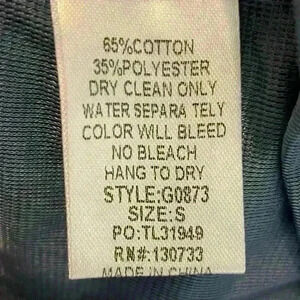 65%COTTON
35%POLYESTER
DRY CLEAN ONLY
WATER SEPARA TELY
COLOR WILL BLEED
NO BLEACH
HANG TO DRY
STYLE:G0873
SIZE:S
PO:TL31949
RN#:130733
MADE IN CHINA